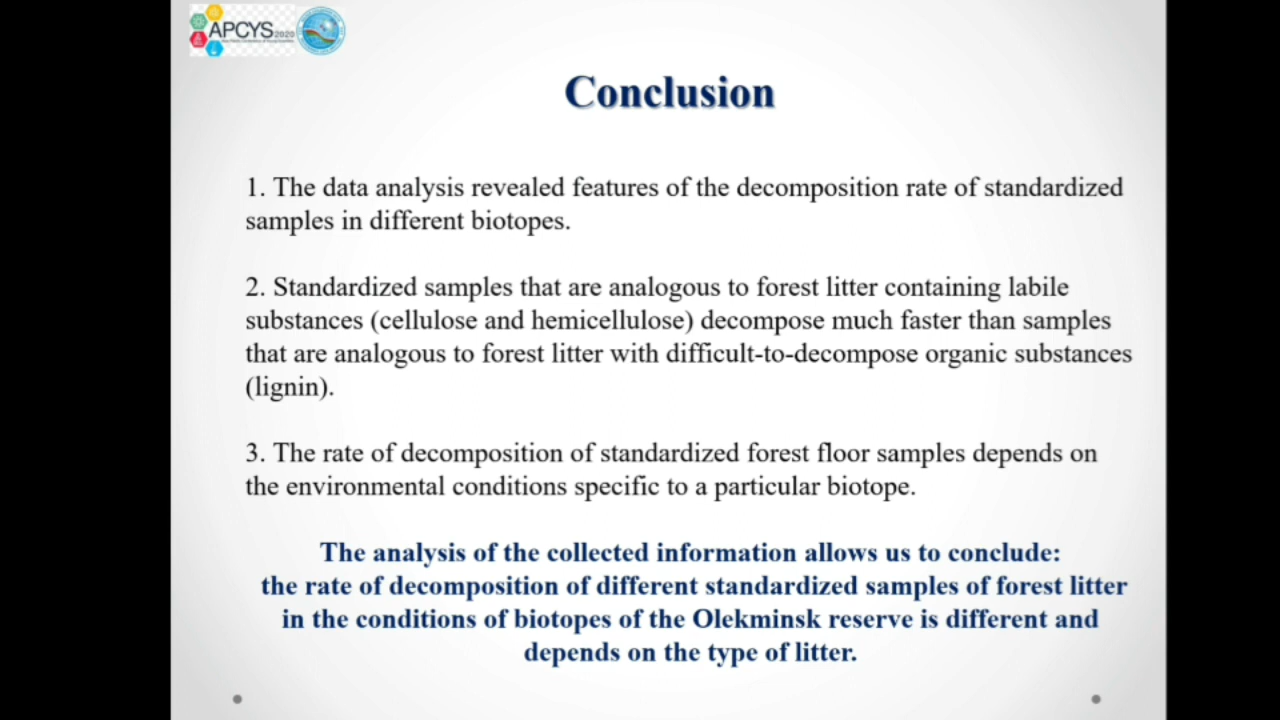 APCYS 2020
Conclusion
1. The data analysis revealed features of the decomposition rate of standardized
samples in different biotopes.
2. Standardized samples that are analogous to forest litter containing labile
substances (cellulose and hemicellulose) decompose much faster than samples
that are analogous to forest litter with difficult-to-decompose organic substances
(lignin).
3. The rate of decomposition of standardized forest floor samples depends on
the environmental conditions specific to a particular biotope.
The analysis of the collected information allows us to conclude:
the rate of decomposition of different standardized samples of forest litter
in the conditions of biotopes of the Olekminsk reserve is different and
depends on the type of litter.